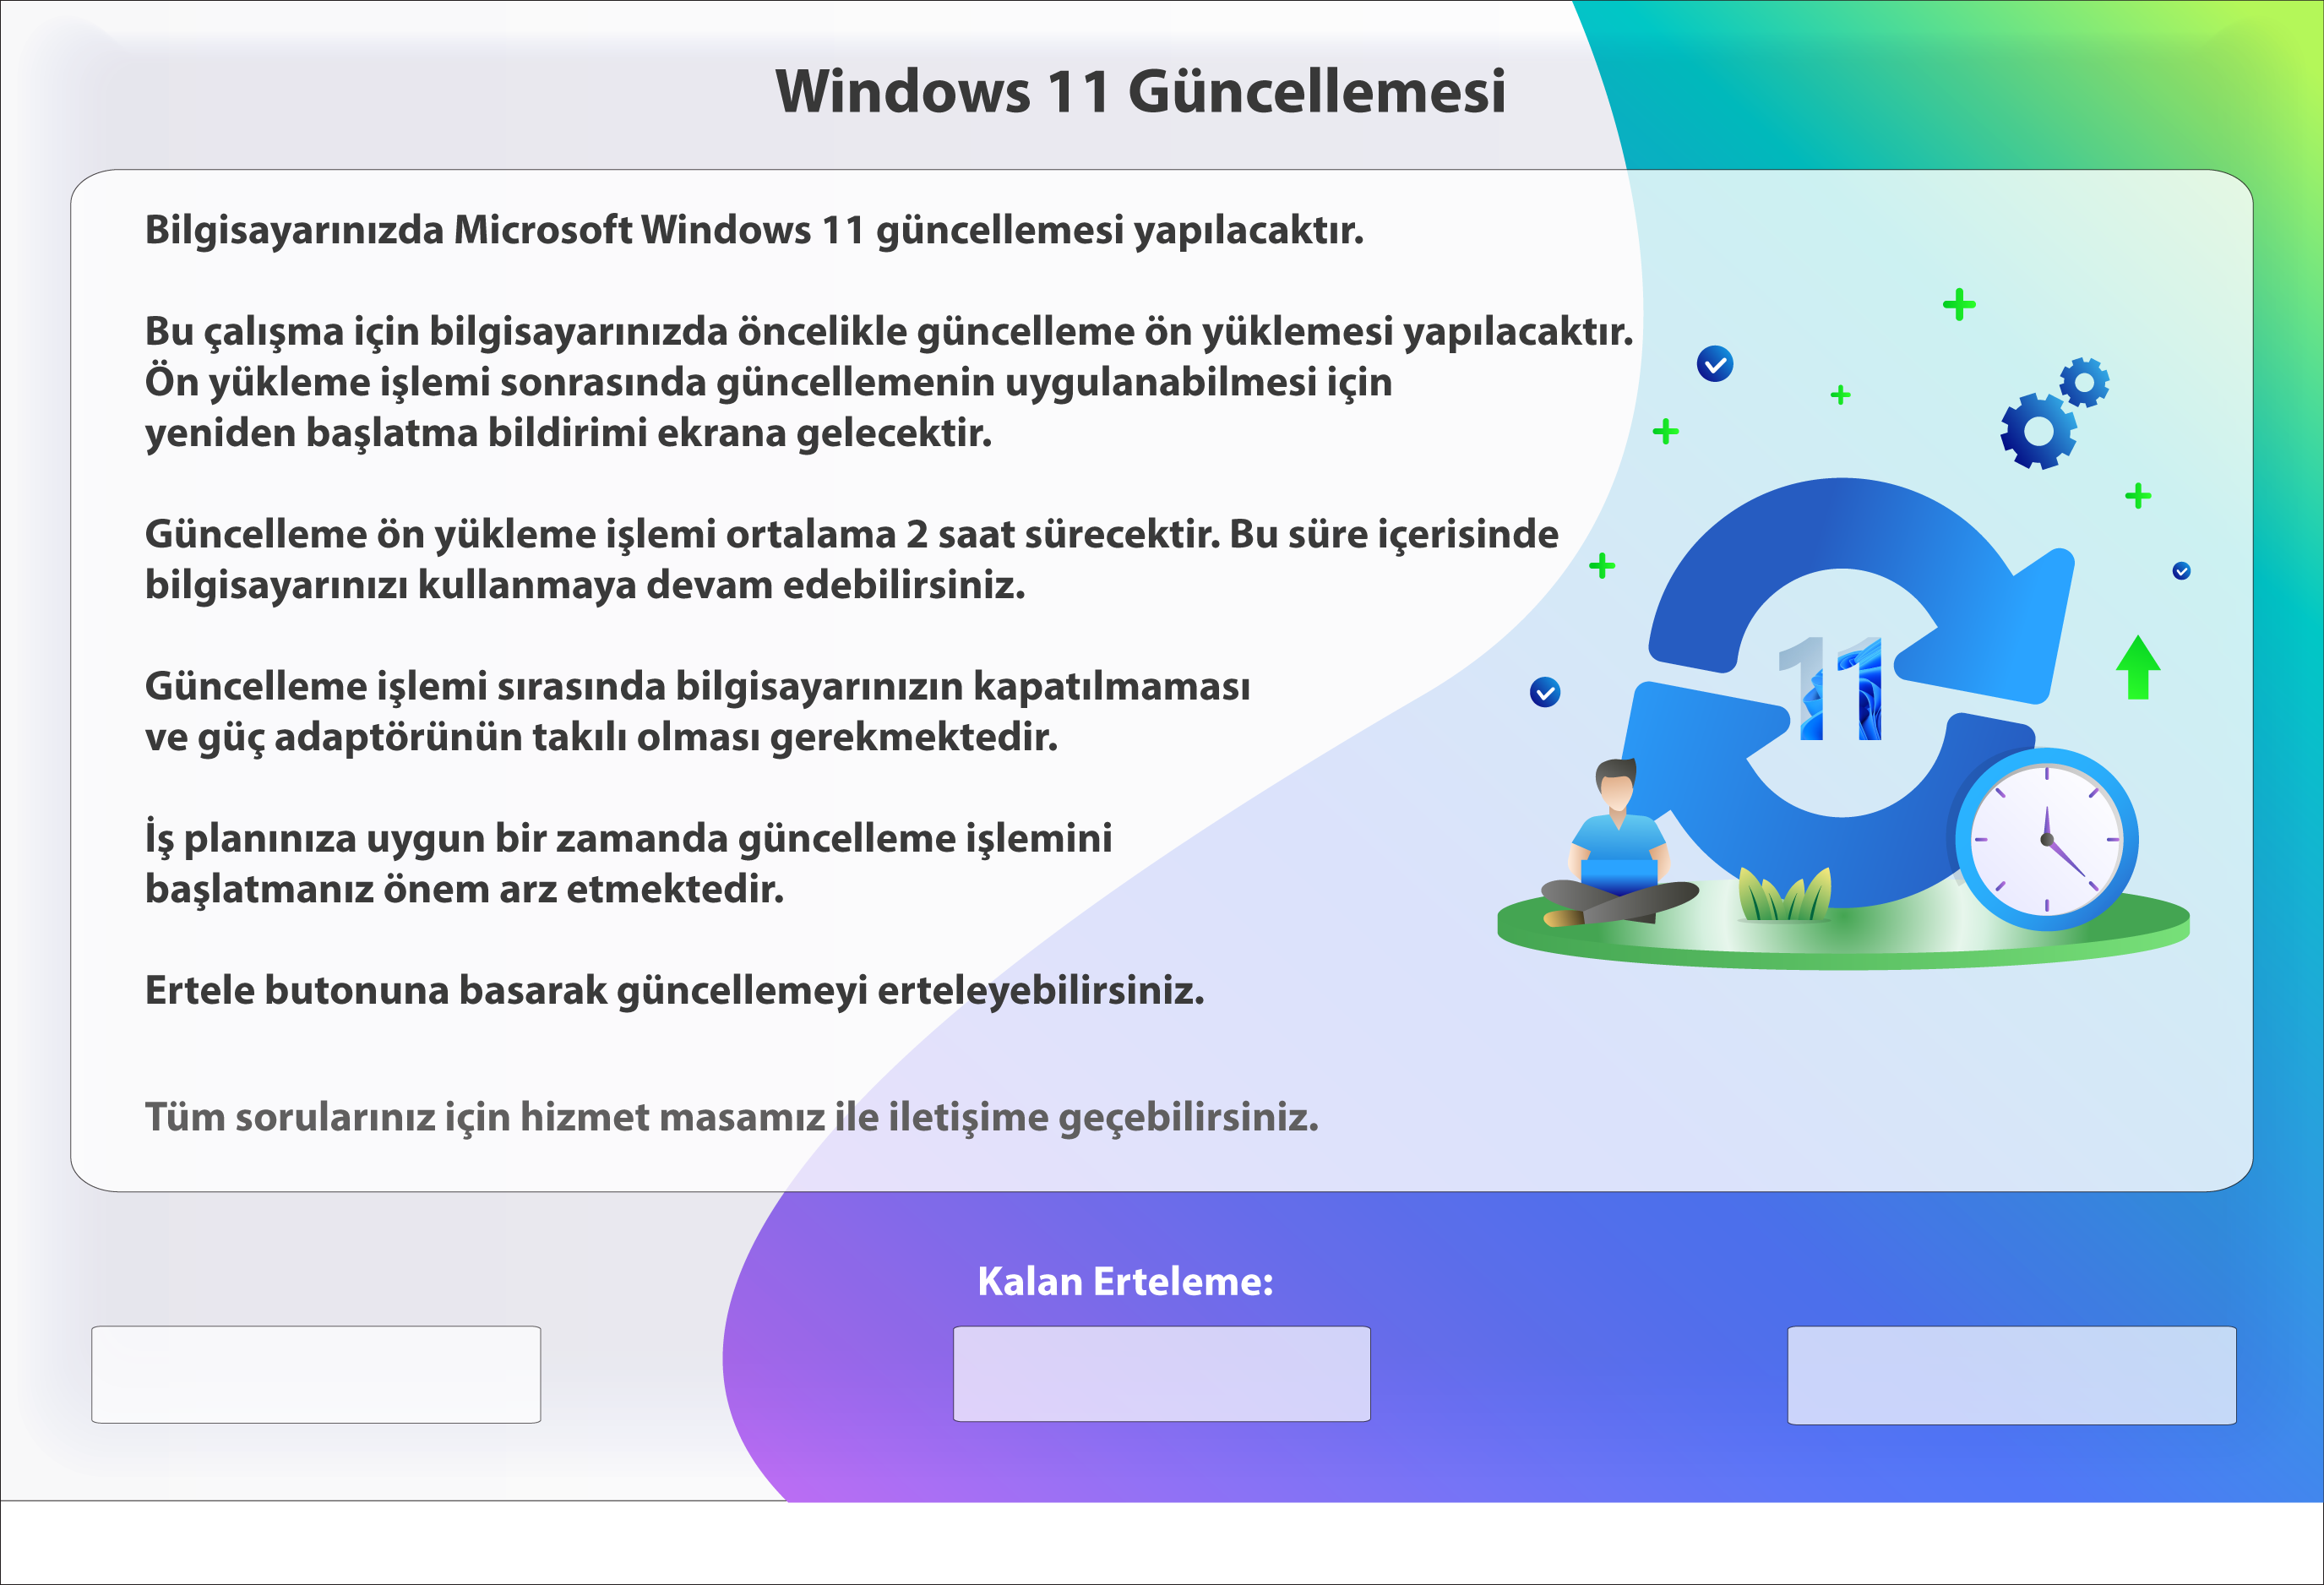 Windows 11 Güncellemesi
Bilgisayarınızda Microsoft Windows 11 güncellemesi yapılacaktır.
Bu çalışma için bilgisayarınızda öncelikle güncelleme ön yüklemesi yapılacaktır.
Ön yükleme işlemi sonrasında güncellemenin uygulanabilmesi için
yeniden başlatma bildirimi ekrana gelecektir.
Güncelleme ön yükleme işlemi ortalama 2 saat sürecektir. Bu süre içerisinde
bilgisayarınızı kullanmaya devam edebilirsiniz.
Güncelleme işlemi sırasında bilgisayarınızın kapatılmaması
ve güç adaptörünün takılı olması gerekmektedir.
İş planınıza uygun bir zamanda güncelleme işlemini
başlatmanız önem arz etmektedir.
Ertele butonuna basarak güncellemeyi erteleyebilirsiniz.
Tüm sorularınız için hizmet masamız ile iletişime geçebilirsiniz.
11
Kalan Erteleme: